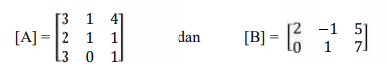 [A] = [3 1 4; 2 1 1; 3 0 1] dan [B] = [2 −1 5; 0 1 7]